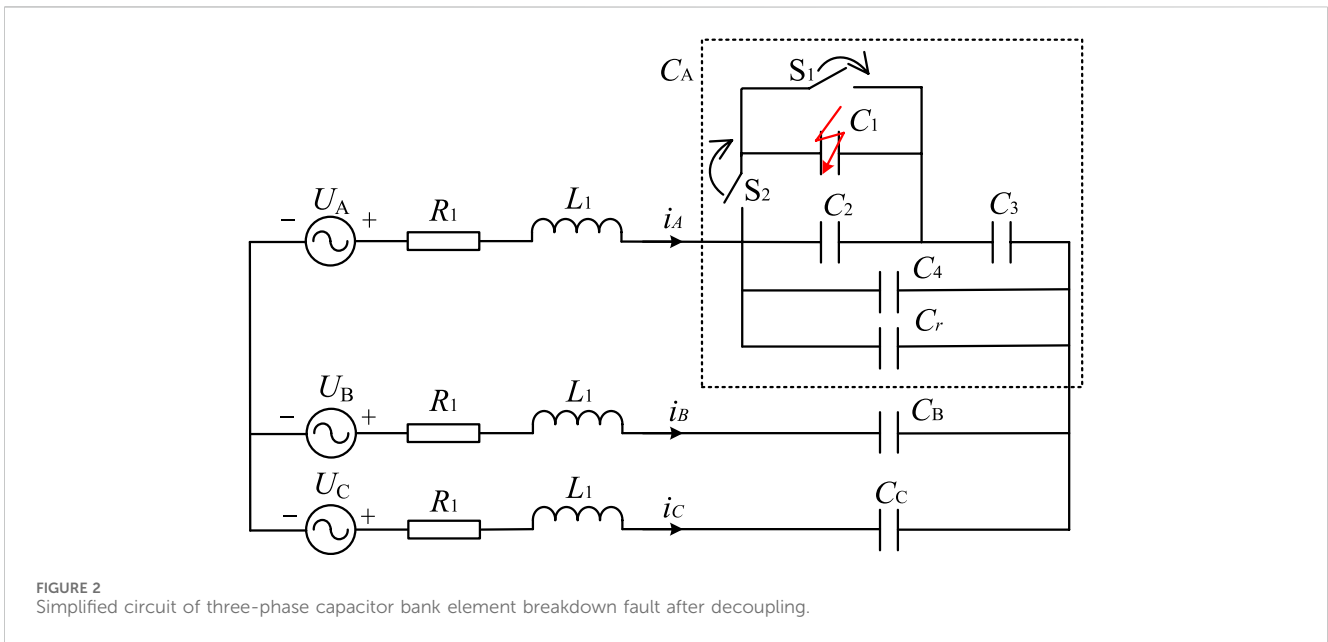 CA
S1
C1
S2
UA
− +
R1
L1
iA
C2
C3
C4
Cr
UB
− +
R1
L1
iB
CB
UC
− +
R1
L1
iC
CC
FIGURE 2
Simplified circuit of three-phase capacitor bank element breakdown fault after decoupling.